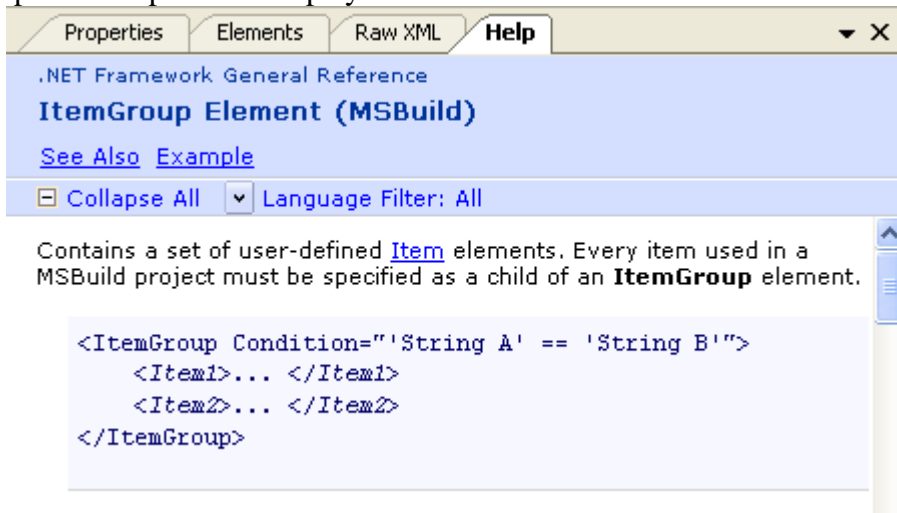 Properties Elements Raw XML Help
.NET Framework General Reference
ItemGroup Element (MSBuild)
See Also Example
Collapse All Language Filter: All
Contains a set of user-defined Item elements. Every item used in a
MSBuild project must be specified as a child of an ItemGroup element.
<ItemGroup Condition="'String A' == 'String B'">
    <Item1>... </Item1>
    <Item2>... </Item2>
</ItemGroup>